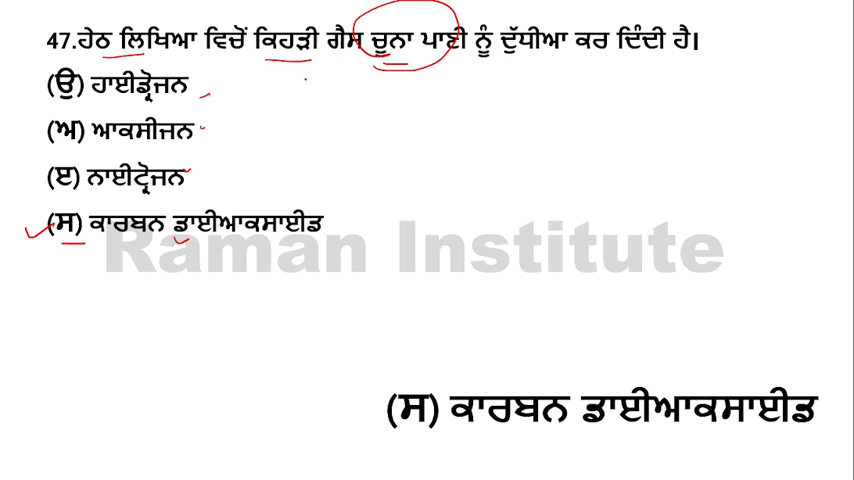 47.ਹੇਠ ਲਿਖਿਆ ਵਿਚੋਂ ਕਿਹੜੀ ਗੈਸ ਚੂਨਾ ਪਾਣੀ ਨੂੰ ਦੁੱਧੀਆ ਕਰ ਦਿੰਦੀ ਹੈ।
(ੳ) ਹਾਈਡ੍ਰੋਜਨ
(ਅ) ਆਕਸੀਜਨ
(ੲ) ਨਾਈਟ੍ਰੋਜਨ
(ਸ) ਕਾਰਬਨ ਡਾਈਆਕਸਾਈਡ
Raman Institute
(ਸ) ਕਾਰਬਨ ਡਾਈਆਕਸਾਈਡ